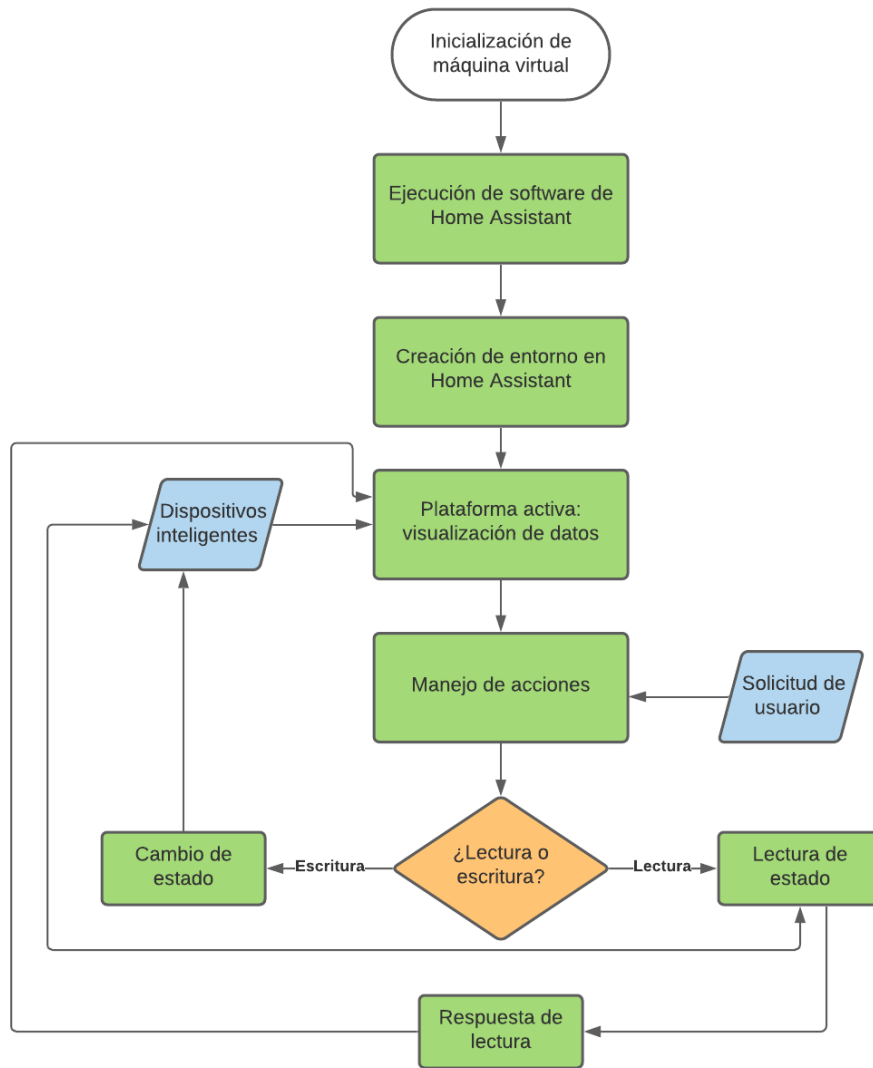 Inicialización de
máquina virtual
Ejecución de software de
Home Assistant
Creación de entorno en
Home Assistant
Dispositivos
inteligentes
Plataforma activa:
visualización de datos
Manejo de acciones
Solicitud de
usuario
Cambio de
estado
Escritura
¿Lectura o
escritura?
Lectura
Lectura de
estado
Respuesta de
lectura